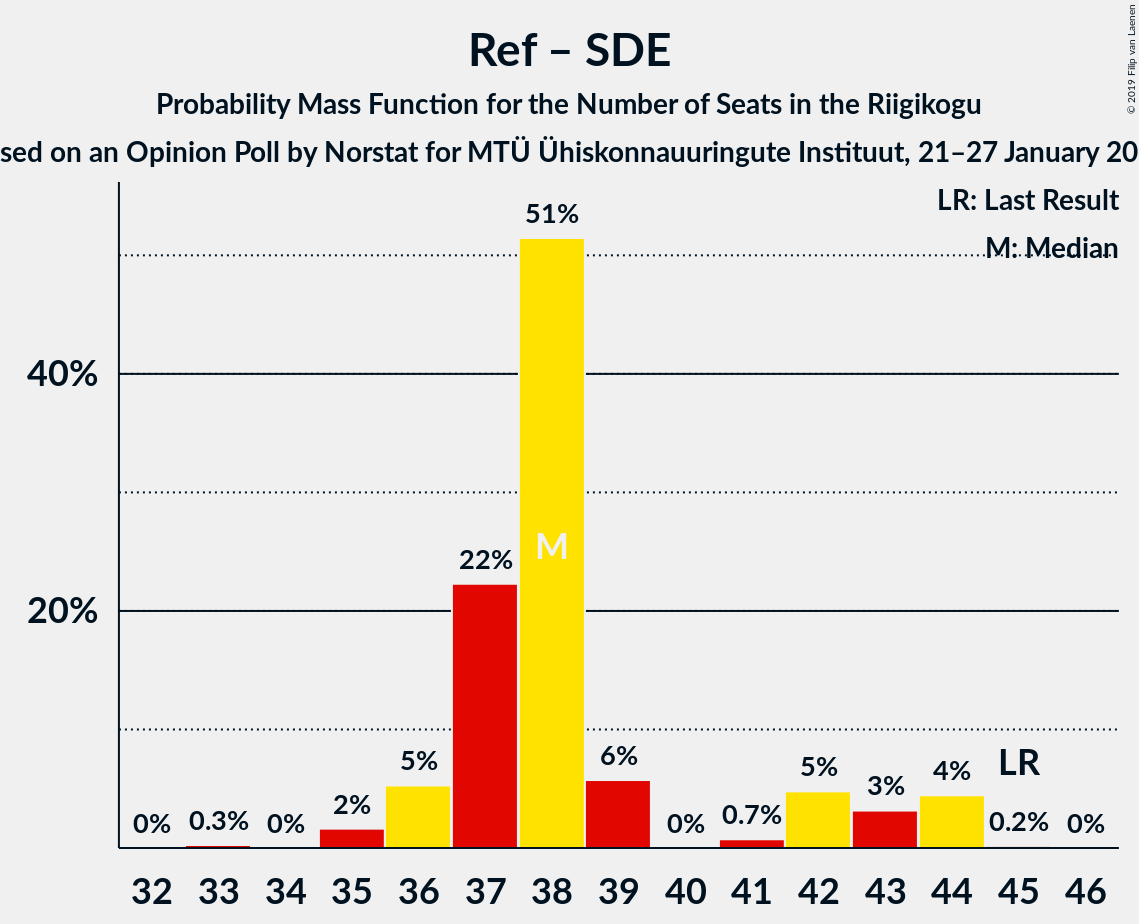 Ref – SDE
Probability Mass Function for the Number of Seats in the Riigikogu
sed on an Opinion Poll by Norstat for MTÜ Ühiskonnauuringute Instituut, 21–27 January 20
© 2019 Filip van Laenen
LR: Last Result
M: Median
51%
40%
M
22%
20%
LR
6%
5%
5%
4%
3%
2%
0.7%
0.3%
0.2%
0%
0%
0%
0%
32 33 34 35 36 37 38 39 40 41 42 43 44 45 46